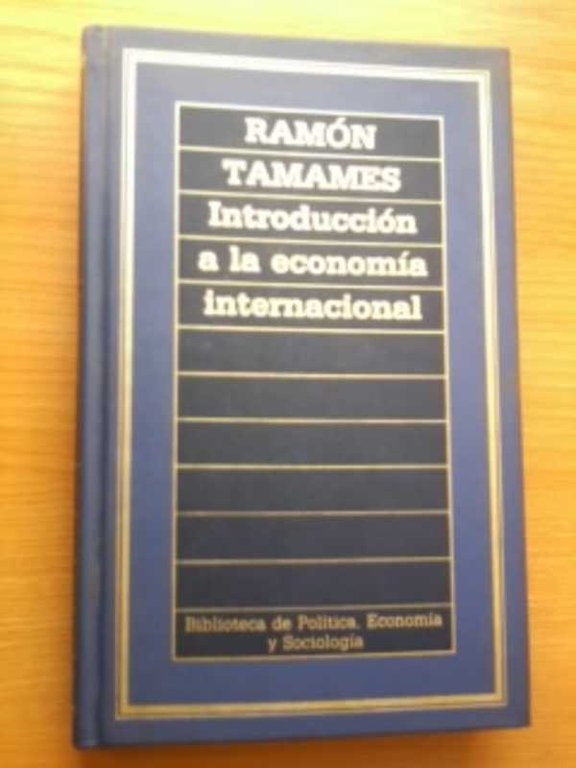 RAMÓN
TAMAMES
Introducción
a la economía
internacional
Biblioteca de Política, Economía
y Sociología